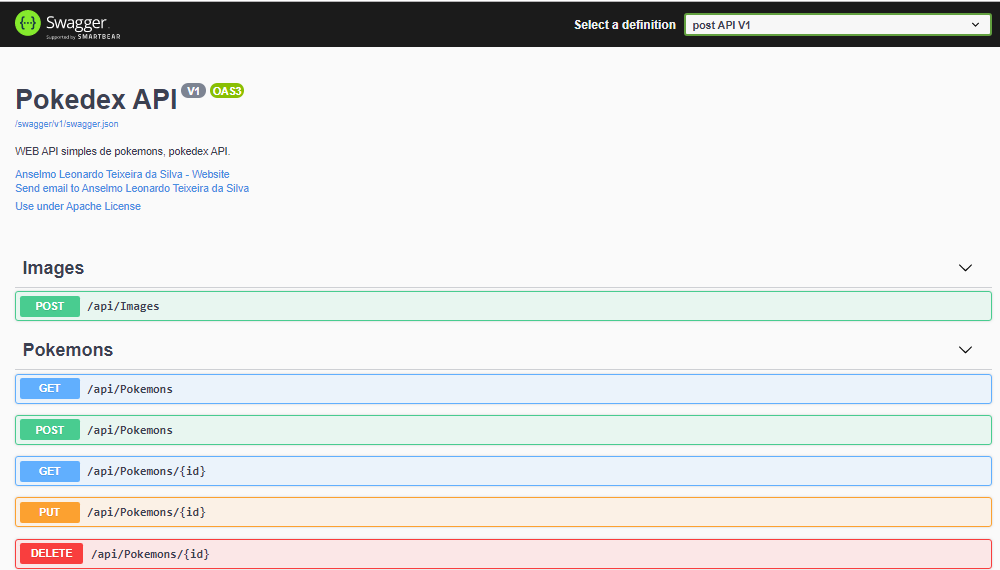 Swagger.
Supported by SMARTBEAR
Select a definition
post API V1
Pokedex API V1 OAS3
/swagger/v1/swagger.json
WEB API simples de pokemons, pokedex API.
Anselmo Leonardo Teixeira da Silva - Website
Send email to Anselmo Leonardo Teixeira da Silva
Use under Apache License
Images
POST /api/Images
Pokemons
GET /api/Pokemons
POST /api/Pokemons
GET /api/Pokemons/{id}
PUT /api/Pokemons/{id}
DELETE /api/Pokemons/{id}